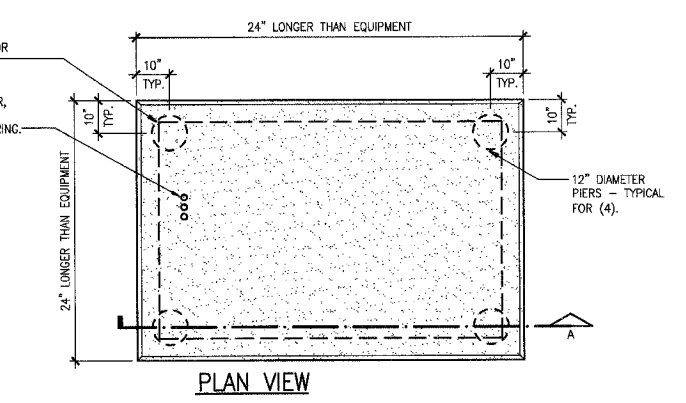 24" LONGER THAN EQUIPMENT
OR
10"
TYP.
10"
TYP.
R,
RING.
10"
TYP.
10"
TYP.
24" LONGER THAN EQUIPMENT
12" DIAMETER
PIERS - TYPICAL
FOR (4).
A
PLAN VIEW